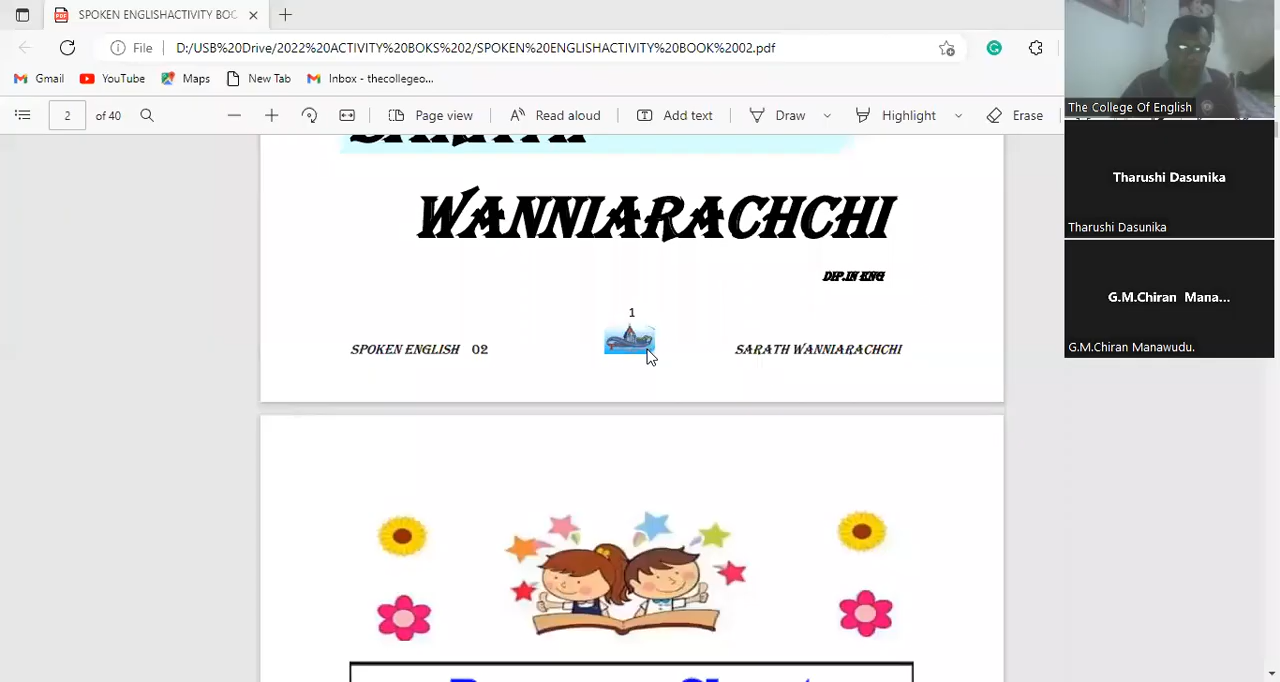 SPOKEN ENGLISHACTIVITY BOO
File D:/USB%20Drive/2021%20ACTIVITY%20BOKS%202/SPOKEN%20ENGLISHACTIVITY%20BOOK%2002.pdf
Gmail YouTube Maps New Tab Inbox - thecollegeo...
2 of 40 Page view Read aloud Add text Draw Highlight Erase
SARATH
WANNIARACHCHI
DIP.IN ENG
1
SPOKEN ENGLISH 02 SARATH WANNIARACHCHI
The College Of English
Tharushi Dasunika
Tharushi Dasunika
G.M.Chiran Mana...
G.M.Chiran Manawudu.